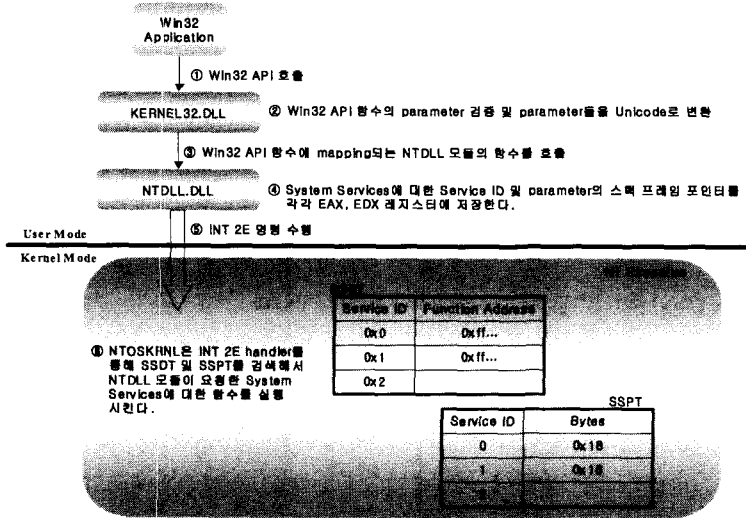 Win32
Application
① Win32 API 호출
KERNEL32.DLL
② Win32 API 함수의 parameter 검증 및 parameter들을 Unicode로 변환
③ Win32 API 함수에 mapping되는 NTDLL 모듈의 함수를 호출
NTDLL.DLL
④ System Services에 대한 Service ID 및 parameter의 스택 프레임 포인터를
각각 EAX, EDX 레지스터에 저장한다.
⑤ INT 2E 명령 수행
User Mode
Kernel Mode
Service ID
Function Address
0x0
0xff...
0x1
0xff...
0x2
⑥ NTOSKRNL은 INT 2E handler를
통해 SSDT 및 SSPT를 검색해서
NTDLL 모듈이 요청한 System
Services에 대한 함수를 실행
시킨다.
SSPT
Service ID
Bytes
0
0x18
1
0x18